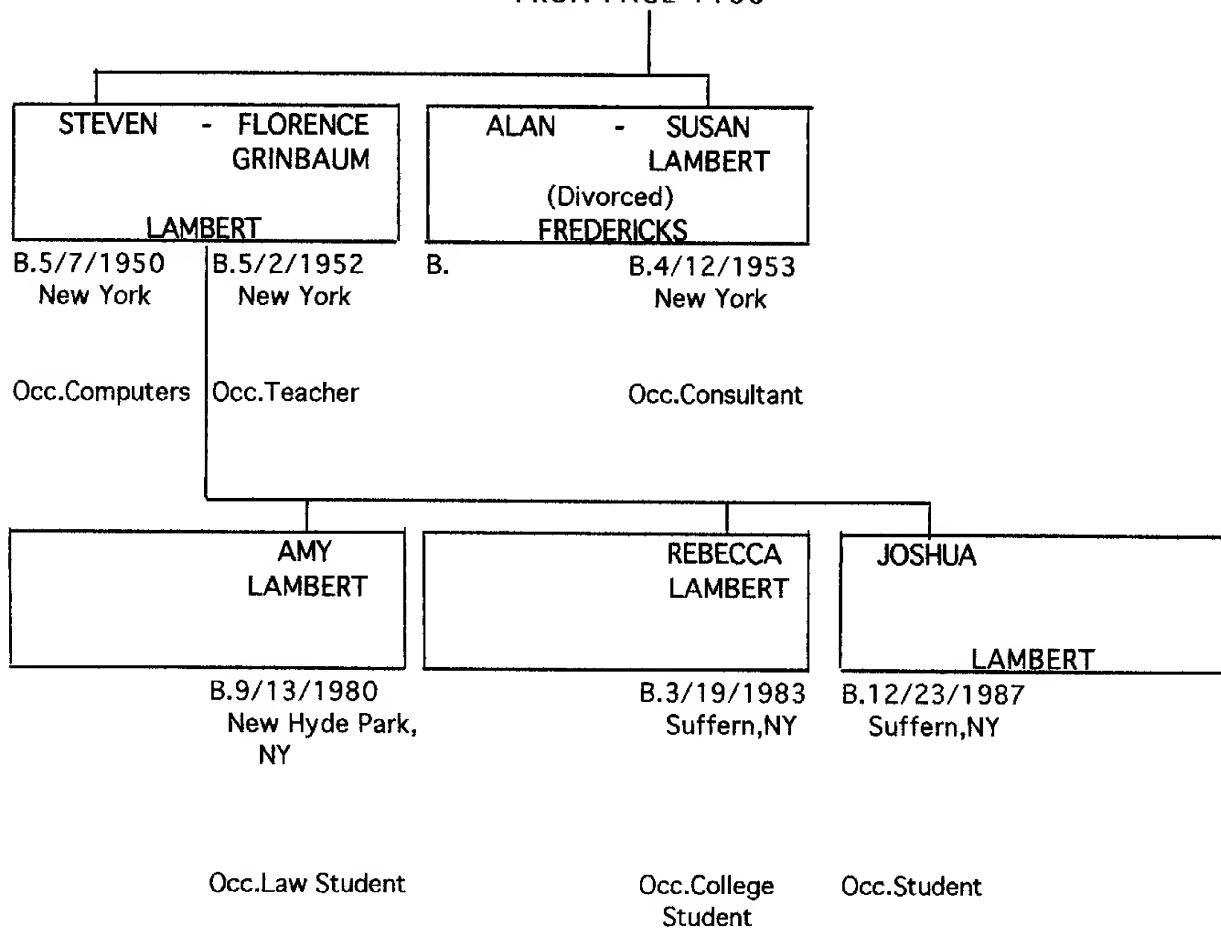 STEVEN - FLORENCE
GRINBAUM
LAMBERT
B.5/7/1950 B.5/2/1952
New York New York
Occ.Computers Occ.Teacher
ALAN - SUSAN
LAMBERT
(Divorced)
FREDERICKS
B. B.4/12/1953
New York
Occ.Consultant
AMY
LAMBERT
B.9/13/1980
New Hyde Park,
NY
Occ.Law Student
REBECCA
LAMBERT
B.3/19/1983
Suffern,NY
Occ.College
Student
JOSHUA
LAMBERT
B.12/23/1987
Suffern,NY
Occ.Student